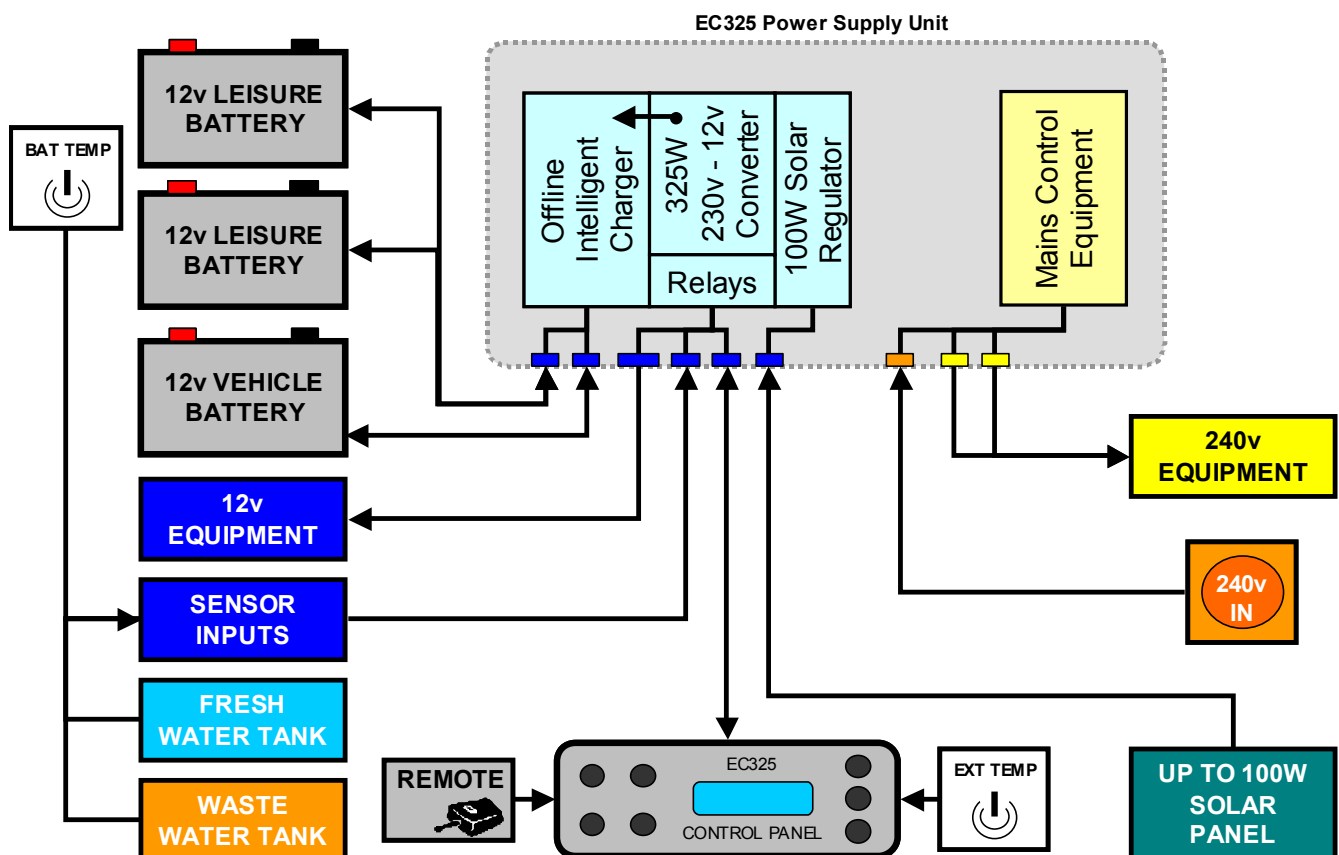 EC325 Power Supply Unit
12v LEISURE
BATTERY
BAT TEMP
12v LEISURE
BATTERY
12v VEHICLE
BATTERY
Offline
Intelligent
Charger
325W
230v - 12v
Converter
Relays
100W Solar
Regulator
Mains Control
Equipment
12v
EQUIPMENT
240v
EQUIPMENT
SENSOR
INPUTS
240v
IN
FRESH
WATER TANK
WASTE
WATER TANK
REMOTE
EC325
CONTROL PANEL
EXT TEMP
UP TO 100W
SOLAR
PANEL